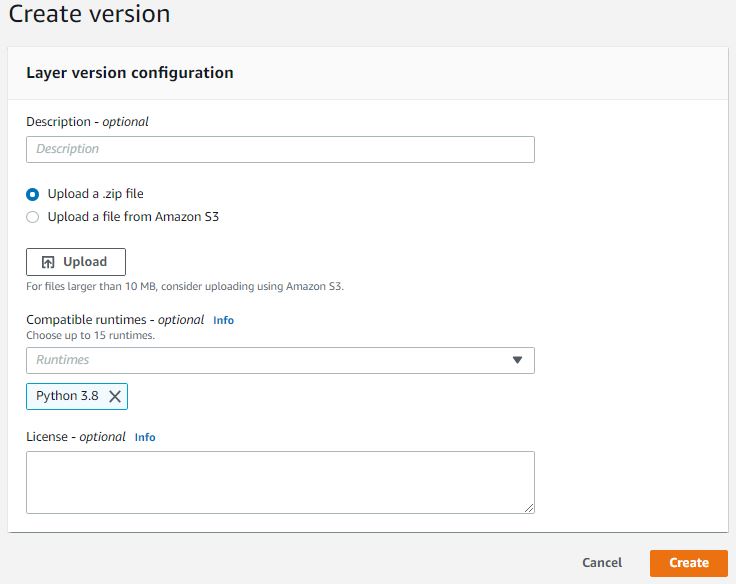 Create version
Layer version configuration
Description - optional
Description
Upload a .zip file
Upload a file from Amazon S3
Upload
For files larger than 10 MB, consider uploading using Amazon S3.
Compatible runtimes - optional Info
Choose up to 15 runtimes.
Runtimes
Python 3.8
License - optional Info
Cancel Create